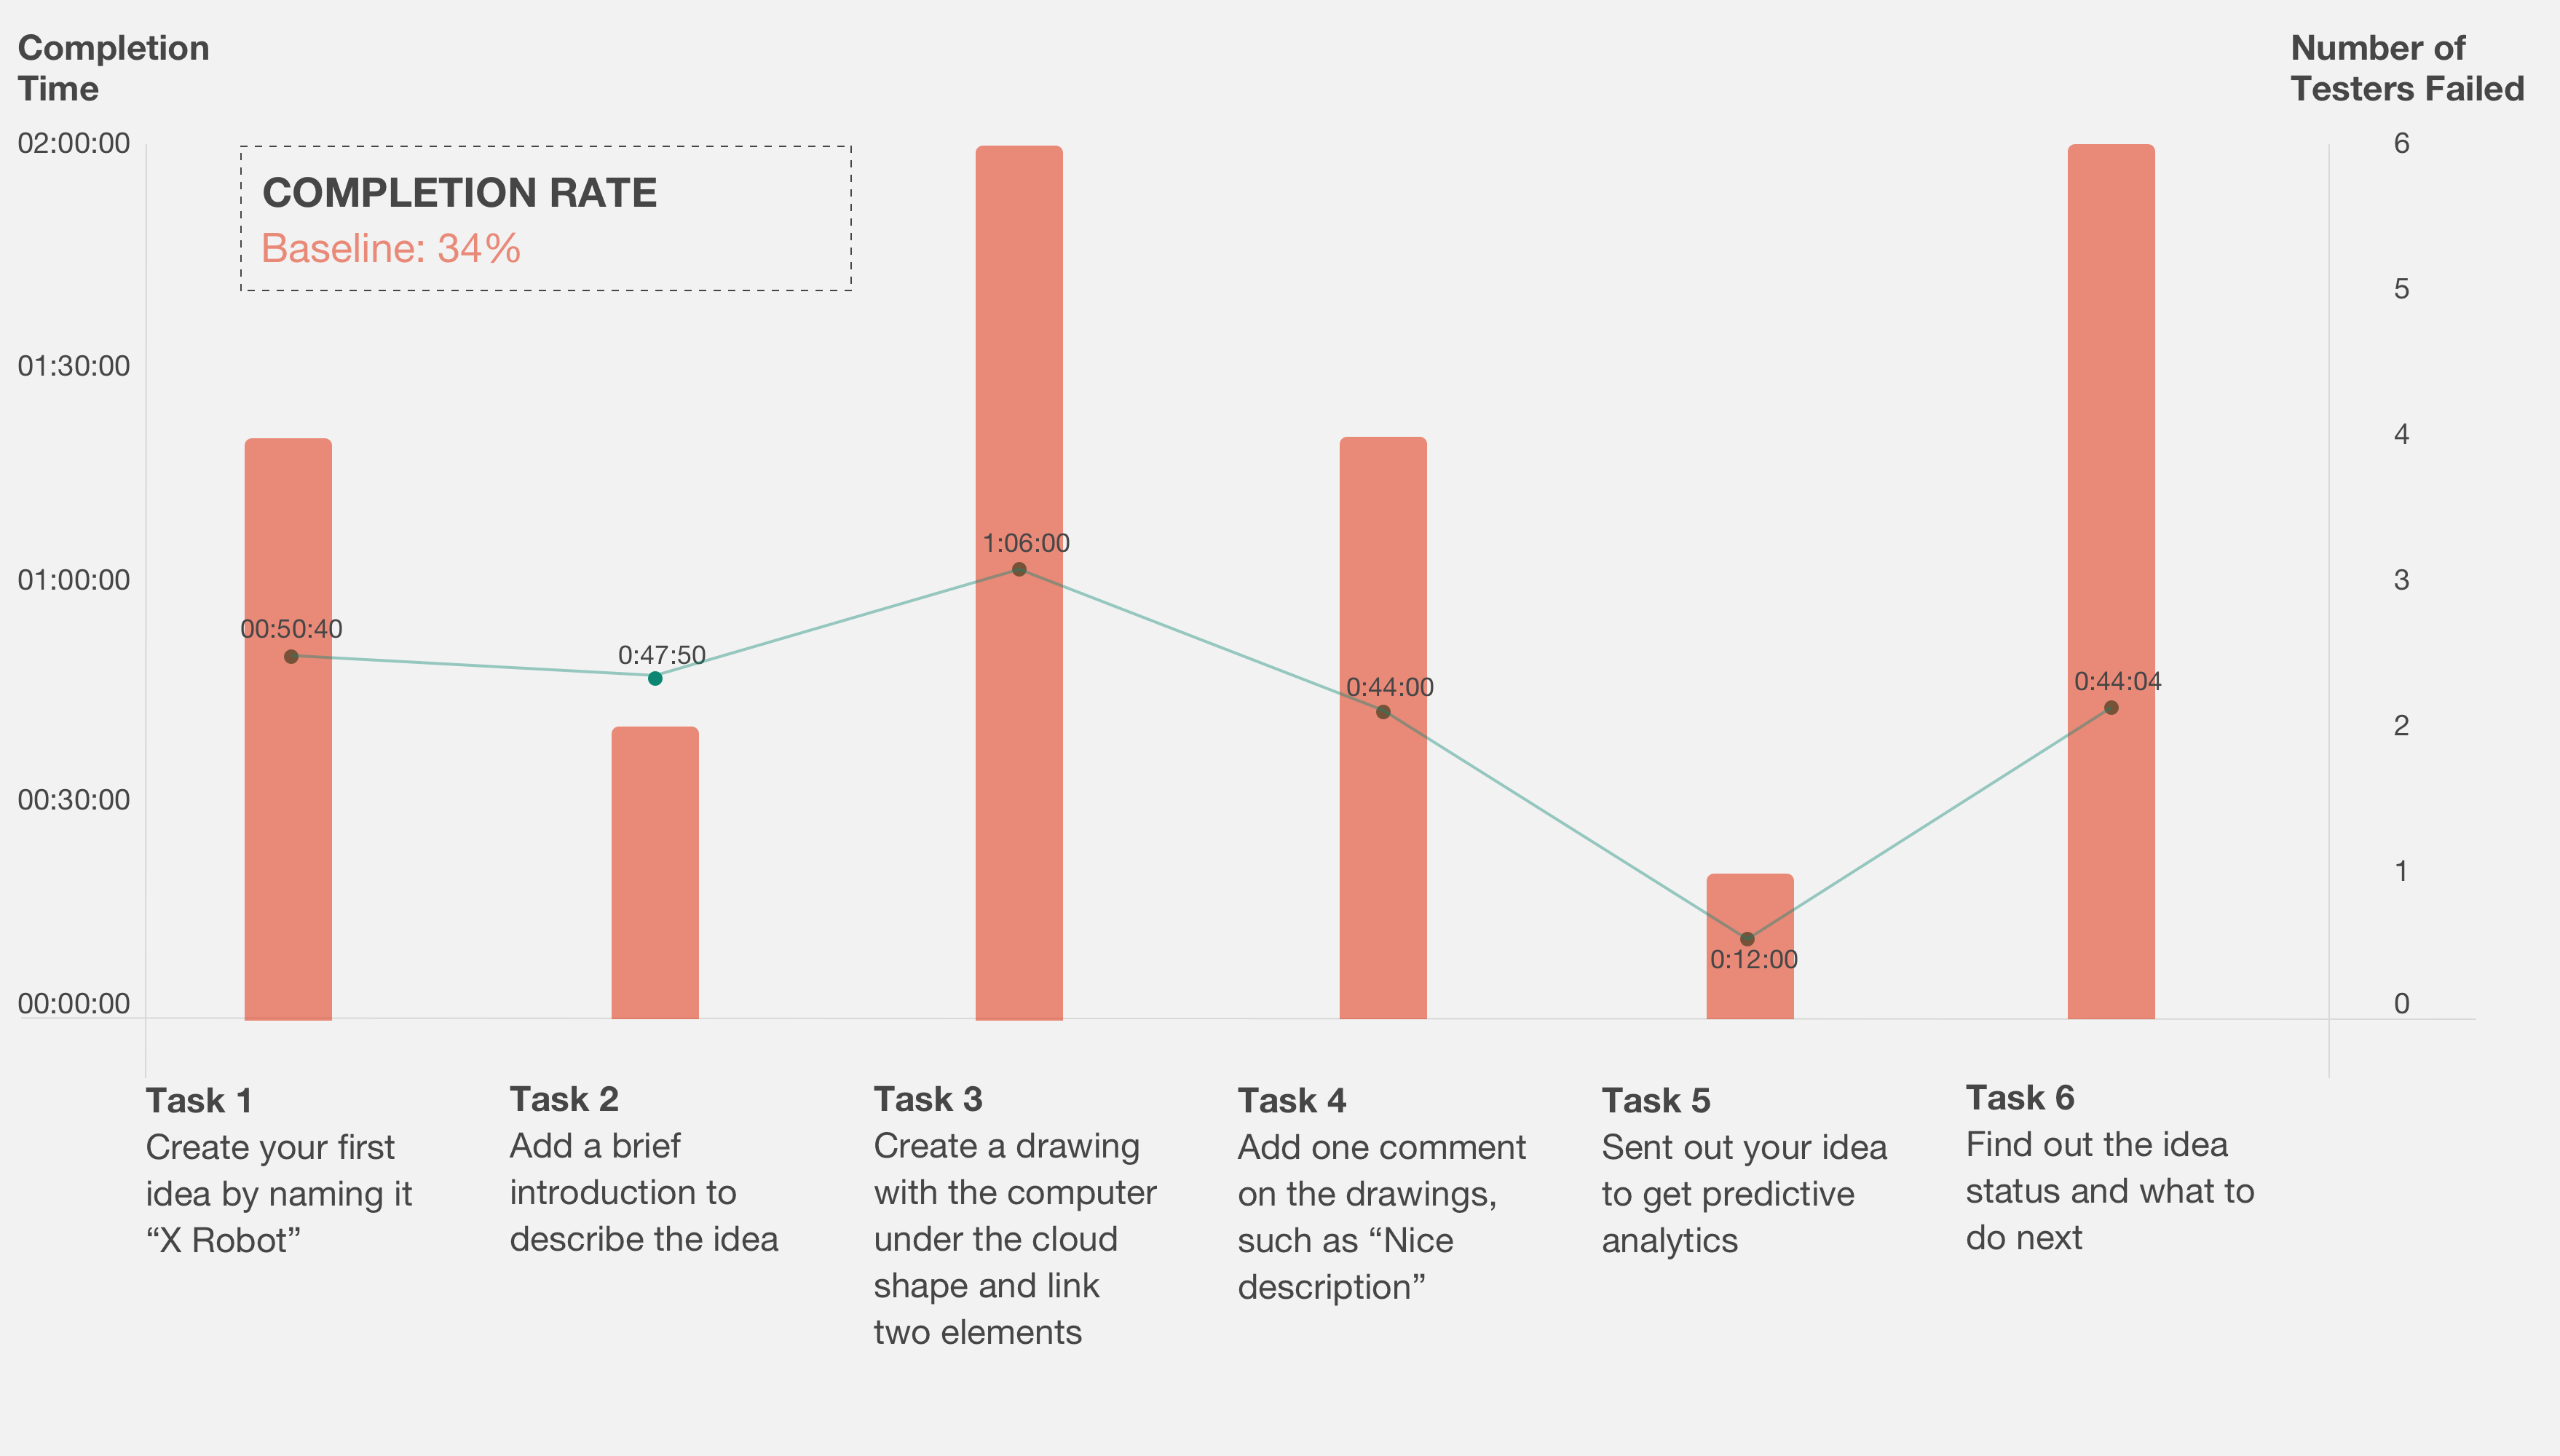 Completion
Time
Number of
Testers Failed
02:00:00
01:30:00
01:00:00
00:30:00
00:00:00
COMPLETION RATE
Baseline: 34%
00:50:40
0:47:50
1:06:00
0:44:00
0:12:00
0:44:04
6
5
4
3
2
1
0
Task 1
Create your first
idea by naming it
“X Robot”
Task 2
Add a brief
introduction to
describe the idea
Task 3
Create a drawing
with the computer
under the cloud
shape and link
two elements
Task 4
Add one comment
on the drawings,
such as “Nice
description”
Task 5
Sent out your idea
to get predictive
analytics
Task 6
Find out the idea
status and what to
do next